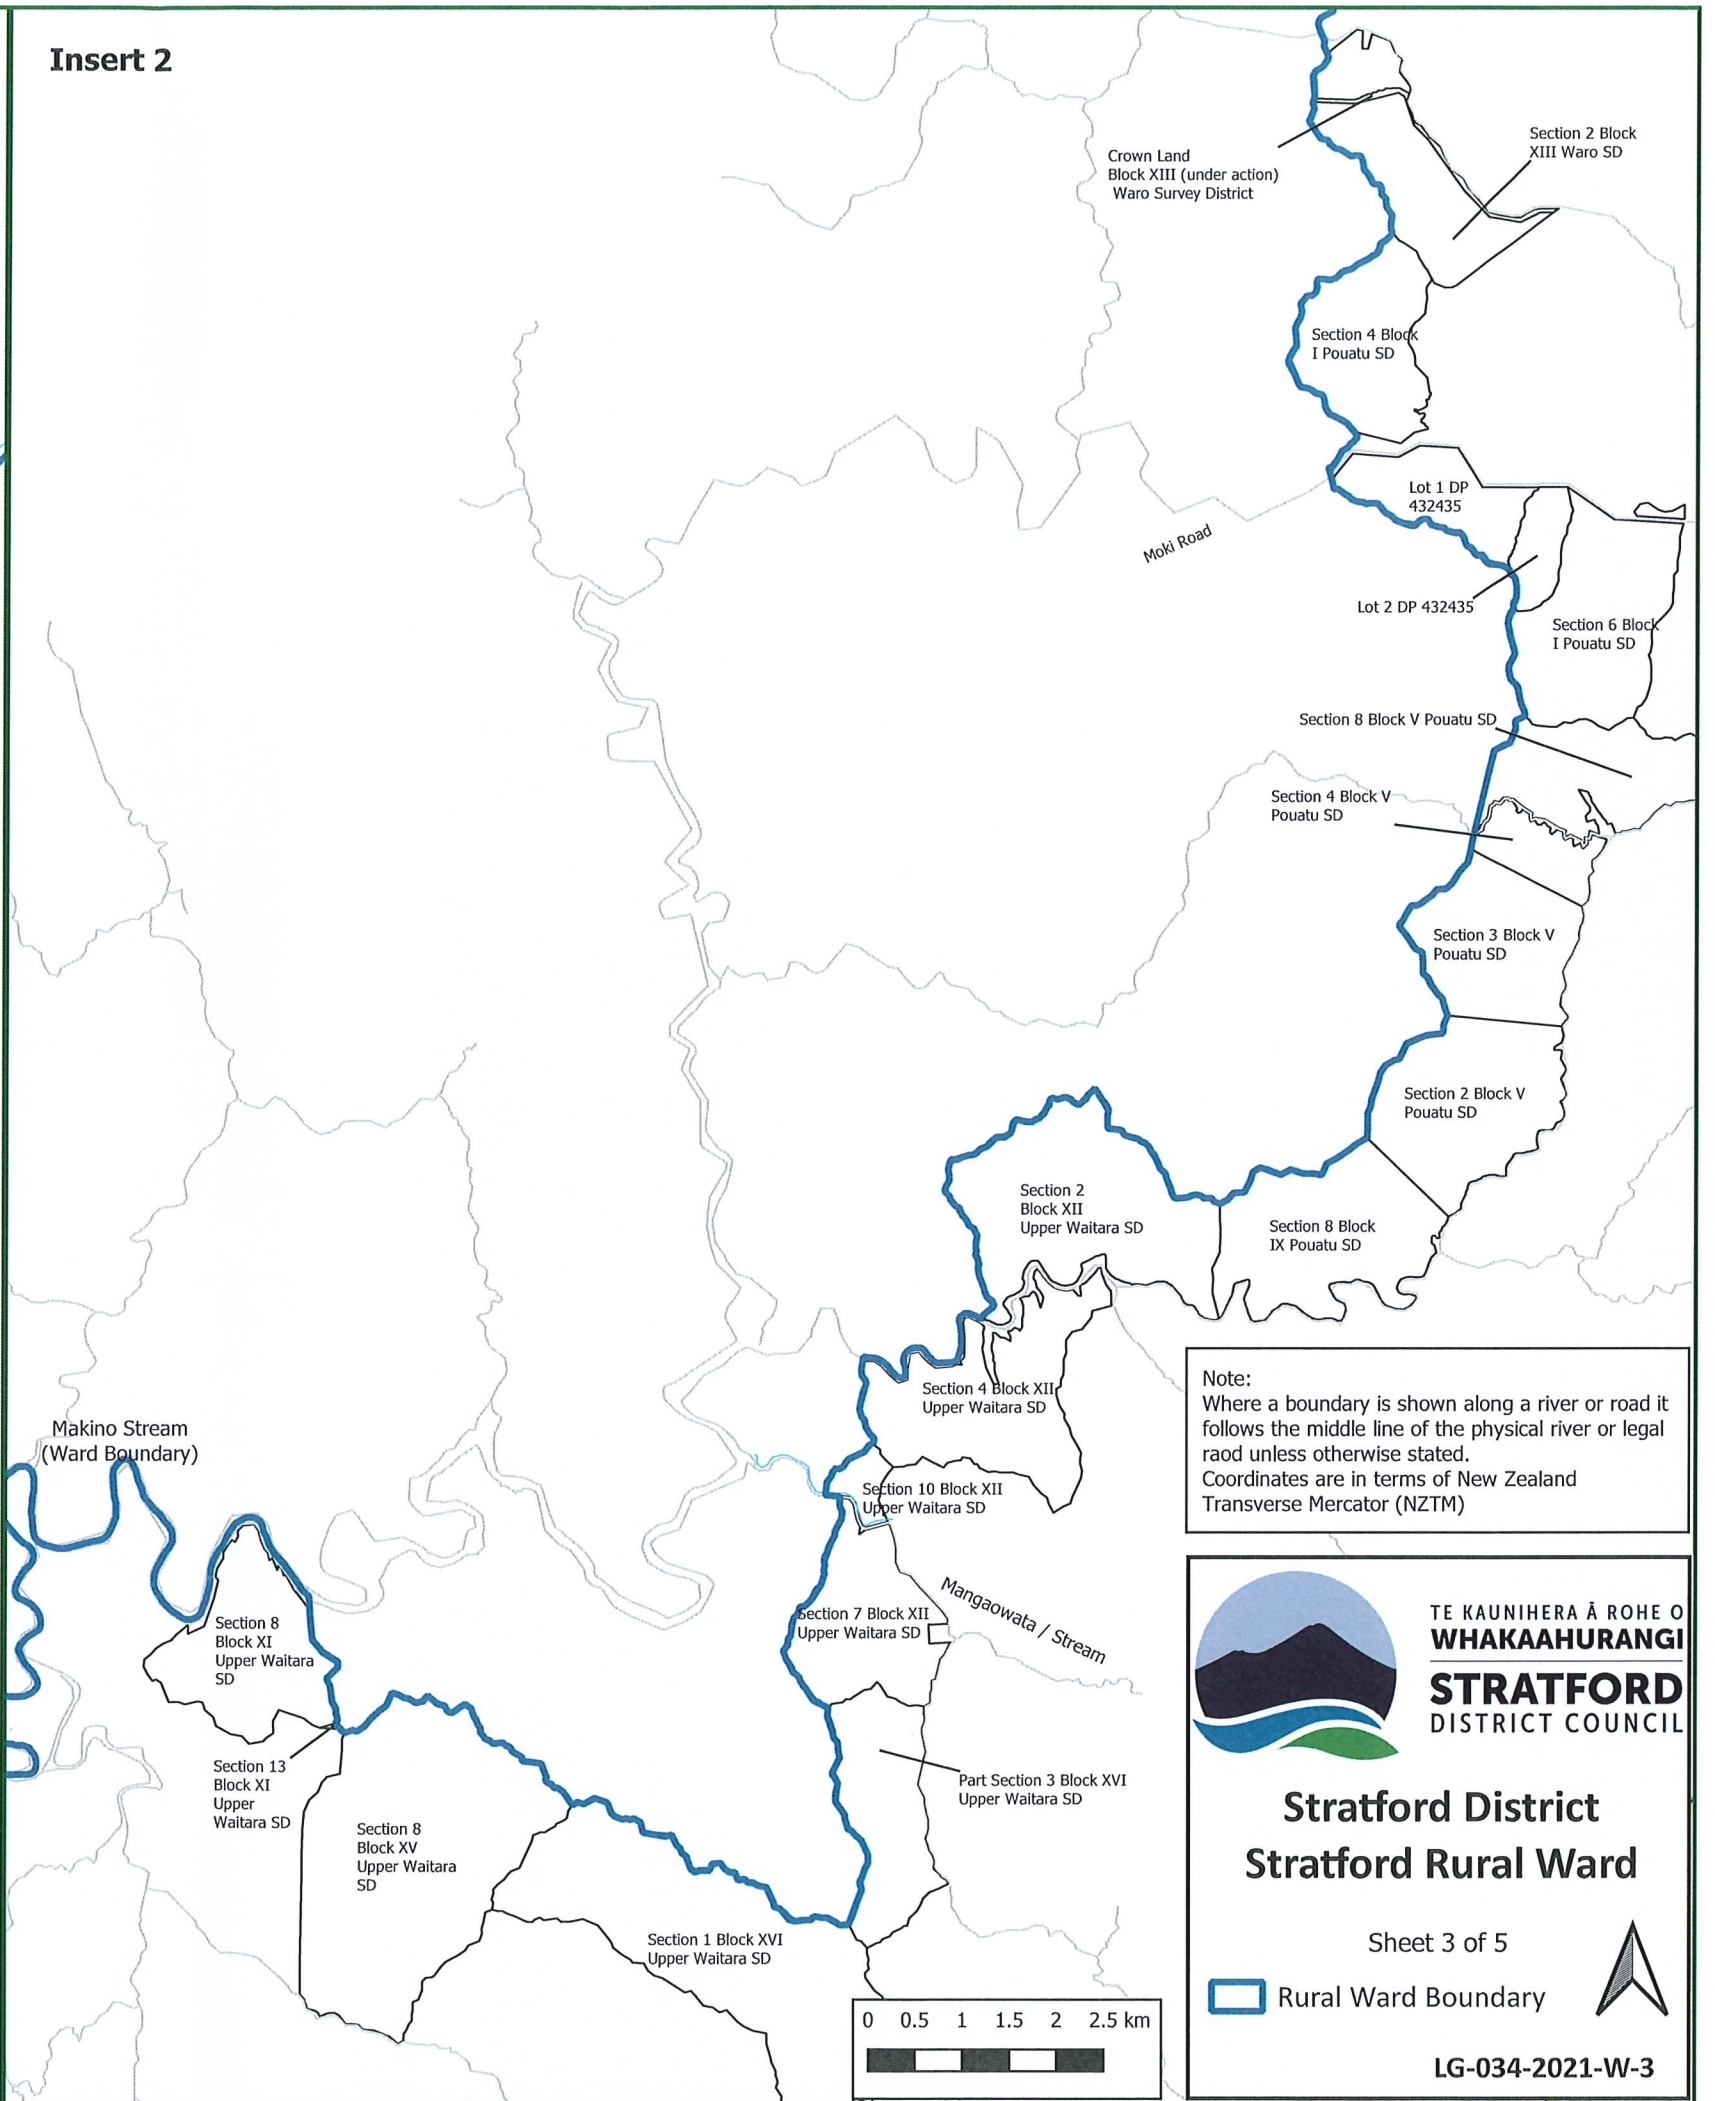 Insert 2
Crown Land
Block XIII (under action)
Waro Survey District
Section 2 Block
XIII Waro SD
Section 4 Block
I Pouatu SD
Lot 1 DP
432435
Moki Road
Lot 2 DP 432435
Section 6 Block
I Pouatu SD
Section 8 Block V Pouatu SD
Section 4 Block V
Pouatu SD
Section 3 Block V
Pouatu SD
Section 2 Block V
Pouatu SD
Section 2
Block XII
Upper Waitara SD
Section 8 Block
IX Pouatu SD
Section 4 Block XII
Upper Waitara SD
Makino Stream
(Ward Boundary)
Section 10 Block XII
Upper Waitara SD
Mangaowata / Stream
Section 7 Block XII
Upper Waitara SD
Section 8
Block XI
Upper Waitara
SD
Section 13
Block XI
Upper
Waitara SD
Part Section 3 Block XVI
Upper Waitara SD
Section 8
Block XV
Upper Waitara
SD
Section 1 Block XVI
Upper Waitara SD
0 0.5 1 1.5 2 2.5 km
Note:
Where a boundary is shown along a river or road it
follows the middle line of the physical river or legal
raod unless otherwise stated.
Coordinates are in terms of New Zealand
Transverse Mercator (NZTM)
TE KAUNIHERA Ā ROHE O
WHAKAAHURANGI
STRATFORD
DISTRICT COUNCIL
Stratford District
Stratford Rural Ward
Sheet 3 of 5
Rural Ward Boundary
LG-034-2021-W-3